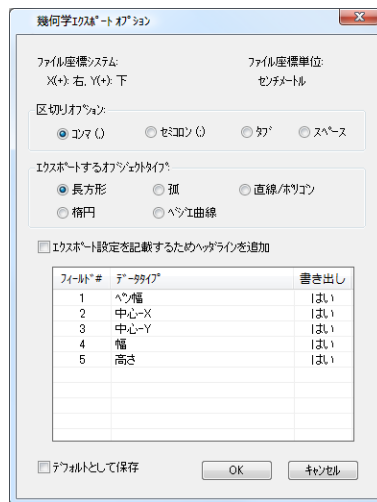 幾何学ｴｸｽﾎﾟｰﾄ ｵﾌﾟｼｮﾝ
ﾌｧｲﾙ座標ｼｽﾃﾑ: ﾌｧｲﾙ座標単位:
X(+): 右, Y(+): 下 ｾﾝﾁﾒｰﾄﾙ
区切りｵﾌﾟｼｮﾝ:
ｺﾝﾏ (,) ｾﾐｺﾛﾝ (;) ﾀﾌﾞ ｽﾍﾟｰｽ
ｴｸｽﾎﾟｰﾄするｵﾌﾞｼﾞｪｸﾄﾀｲﾌﾟ:
長方形 弧 直線/ﾎﾟﾘｺﾞﾝ
楕円 ﾍﾞｼﾞｴ曲線
ｴｸｽﾎﾟｰﾄ設定を記載するためﾍｯﾀﾞﾗｲﾝを追加
ﾌｨｰﾙﾄﾞ# ﾃﾞｰﾀﾀｲﾌﾟ 書き出し
1 ﾍﾟﾝ幅 はい
2 中心-X はい
3 中心-Y はい
4 幅 はい
5 高さ はい
ﾃﾞﾌｫﾙﾄとして保存 OK ｷｬﾝｾﾙ